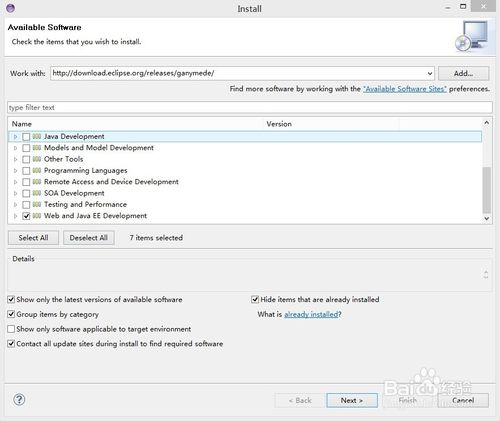 Install
Available Software
Check the items that you wish to install.
Work with: http://download.eclipse.org/releases/ganymede/ Add...
Find more software by working with the "Available Software Sites" preferences.
type filter text
Name Version
Java Development
Models and Model Development
Other Tools
Programming Languages
Remote Access and Device Development
SOA Development
Testing and Performance
Web and Java EE Development
Select All Deselect All 7 items selected
Details
Show only the latest versions of available software Hide items that are already installed
Group items by category What is already installed?
Show only software applicable to target environment
Contact all update sites during install to find required software
? < Back Next > Finish Cancel
Baidu经验